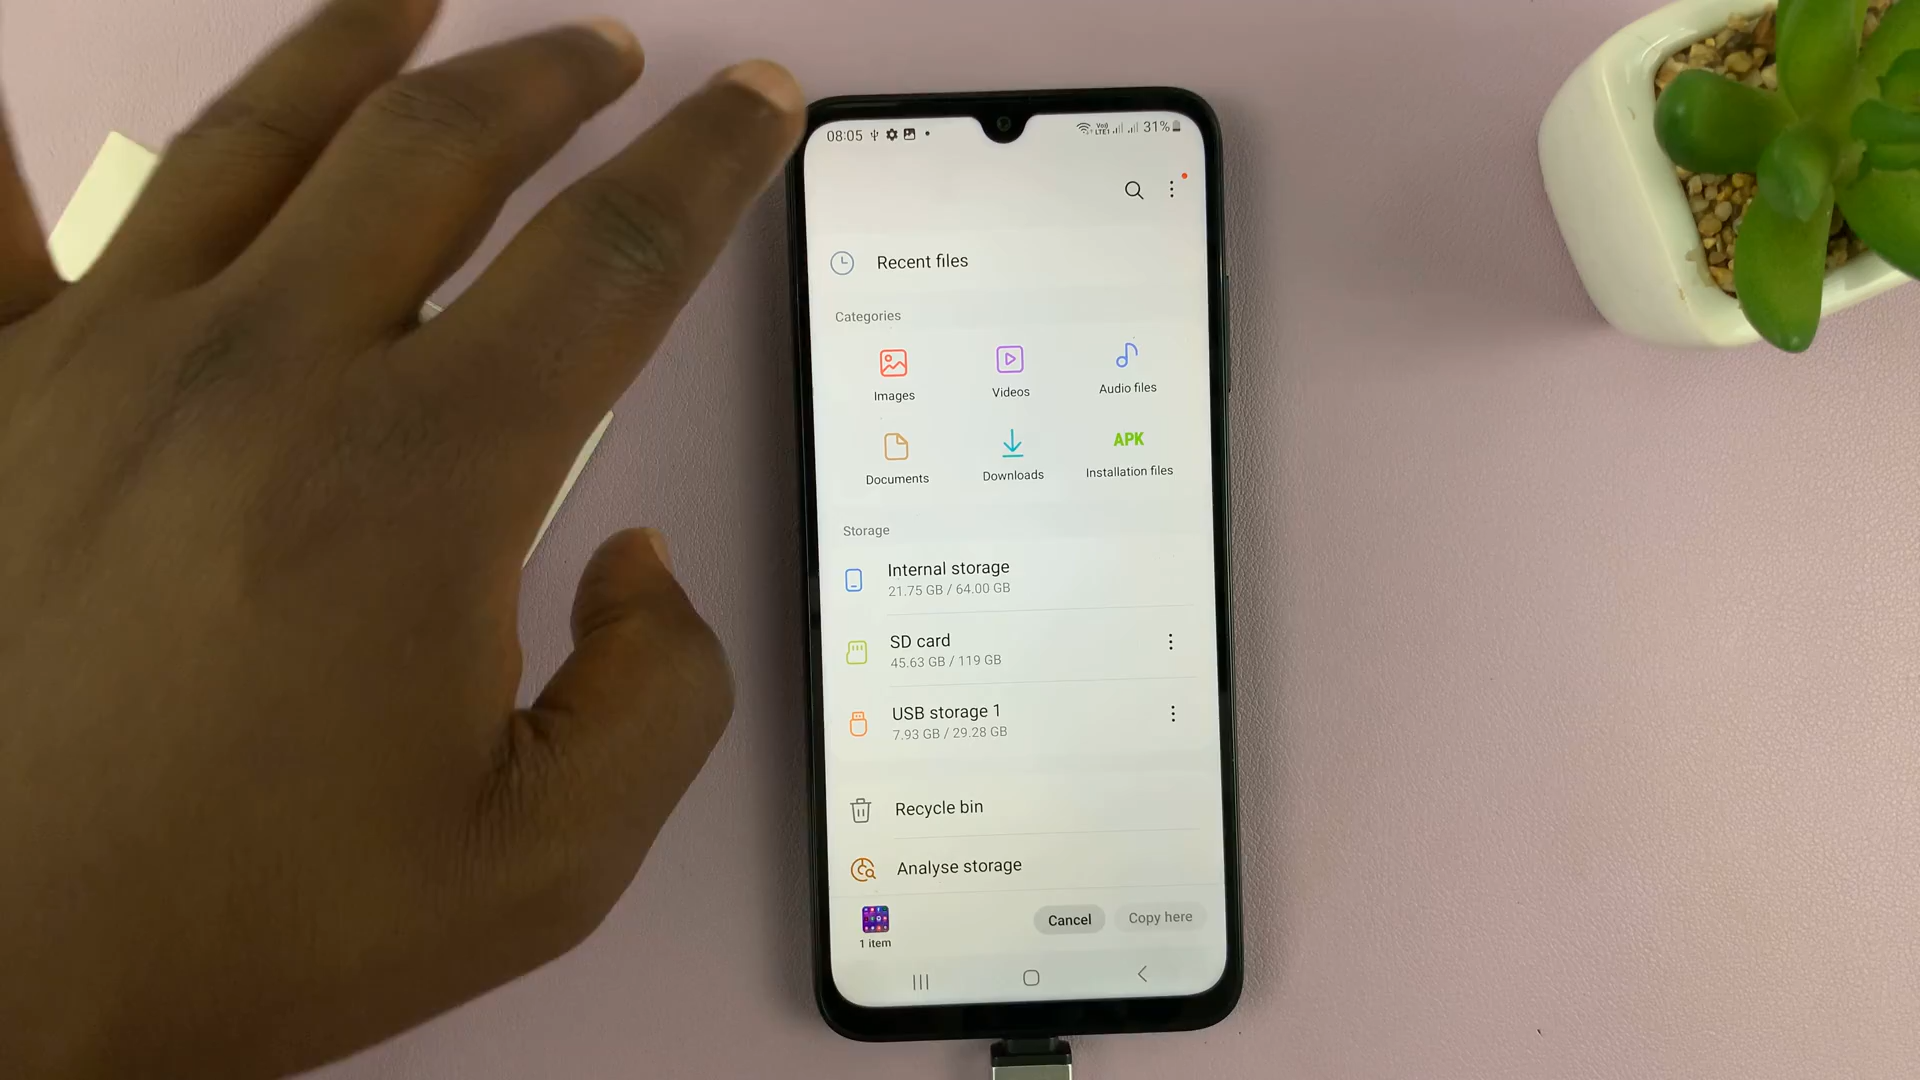 08:05
Vo) LTE1 31%
Recent files
Categories
Images Videos Audio files
APK
Documents Downloads Installation files
Storage
Internal storage
21.75 GB / 64.00 GB
SD card
45.63 GB / 119 GB
USB storage 1
7.93 GB / 29.28 GB
Recycle bin
Analyse storage
Cancel Copy here
1 item